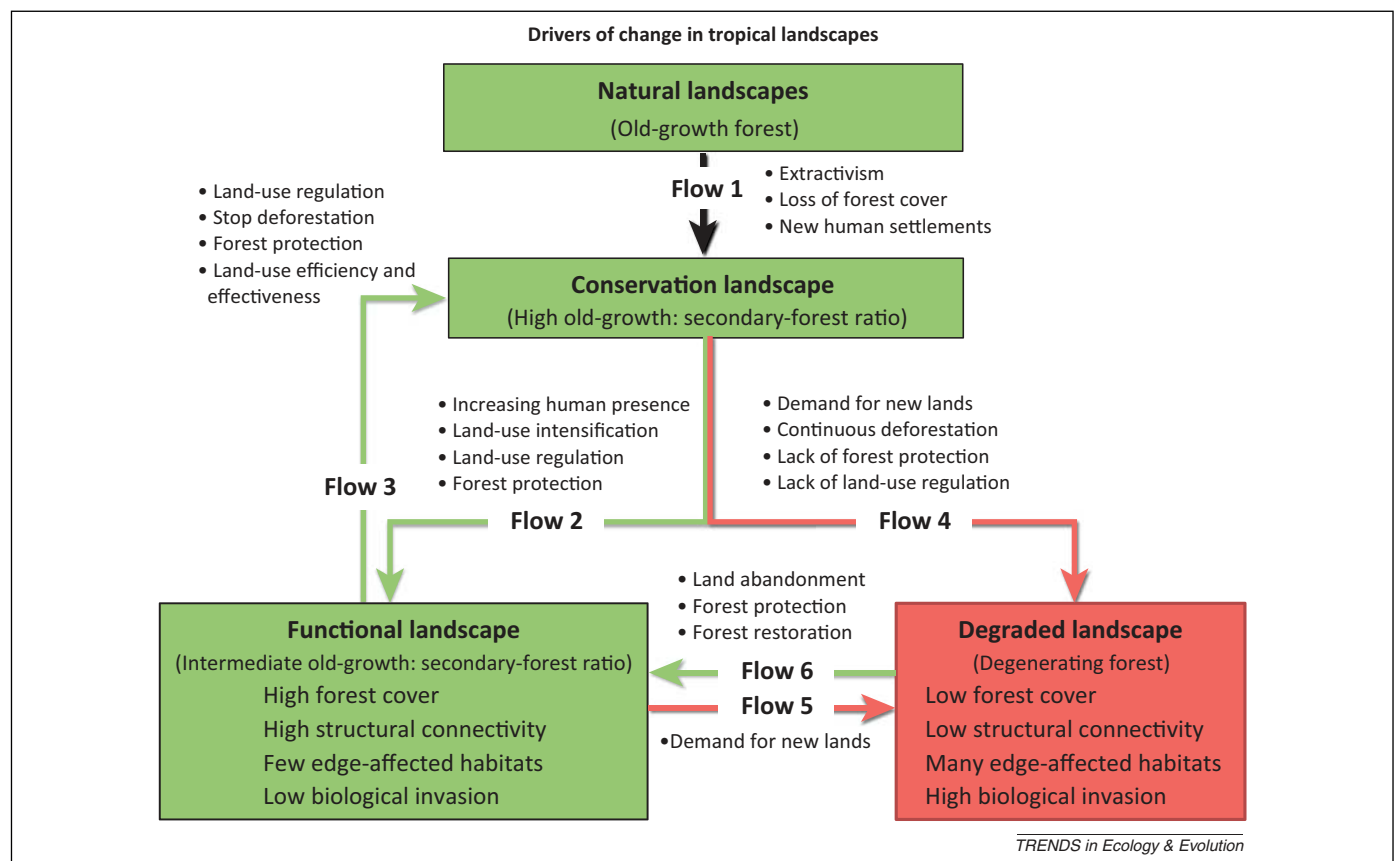 Drivers of change in tropical landscapes
Natural landscapes
(Old-growth forest)
Flow 1
• Extractivism
• Loss of forest cover
• New human settlements
• Land-use regulation
• Stop deforestation
• Forest protection
• Land-use efficiency and
effectiveness
Conservation landscape
(High old-growth: secondary-forest ratio)
Flow 3
• Increasing human presence
• Land-use intensification
• Land-use regulation
• Forest protection
Flow 2
• Demand for new lands
• Continuous deforestation
• Lack of forest protection
• Lack of land-use regulation
Flow 4
• Land abandonment
• Forest protection
• Forest restoration
Flow 6
Flow 5
•Demand for new lands
Functional landscape
(Intermediate old-growth: secondary-forest ratio)
High forest cover
High structural connectivity
Few edge-affected habitats
Low biological invasion
Degraded landscape
(Degenerating forest)
Low forest cover
Low structural connectivity
Many edge-affected habitats
High biological invasion
TRENDS in Ecology & Evolution